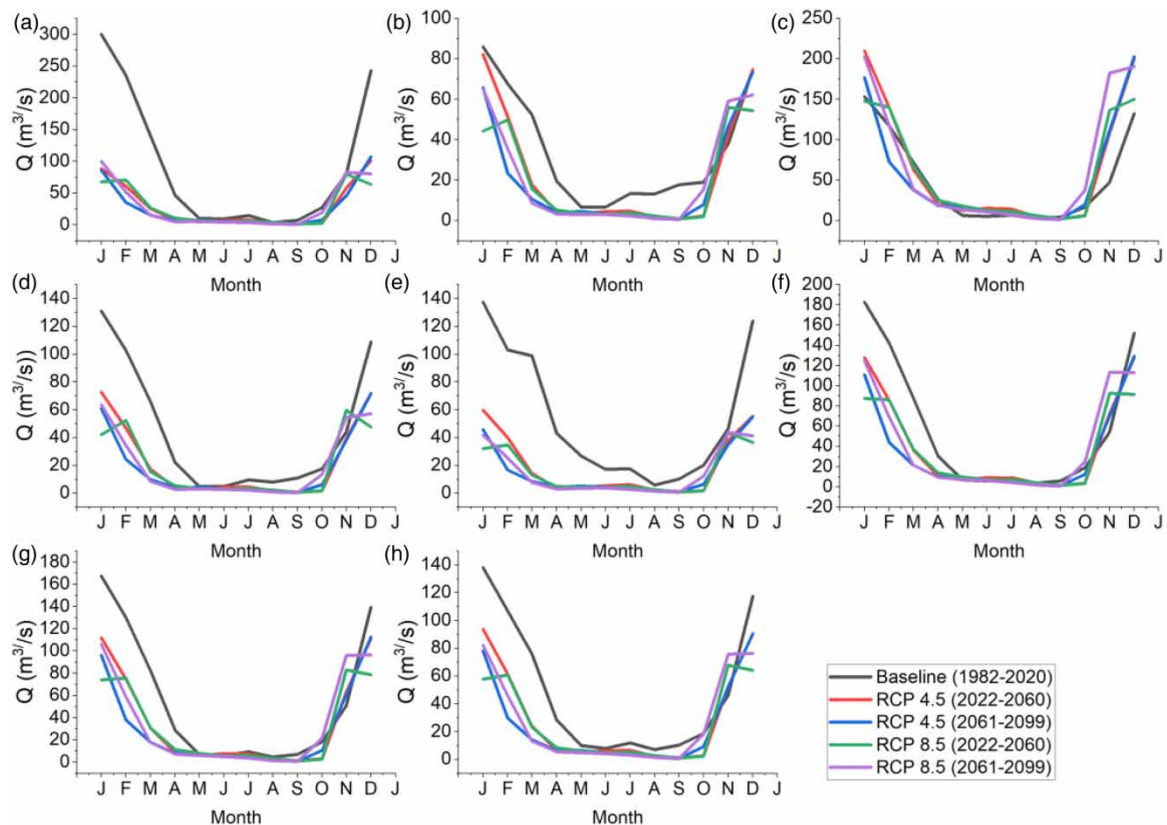 (a) (b) (c)
300
250
200
150
100
50
0
Q (m³/s)
J F M A M J J A S O N D J
Month
100
80
60
40
20
0
Q (m³/s)
J F M A M J J A S O N D J
Month
250
200
150
100
50
0
Q (m³/s)
J F M A M J J A S O N D J
Month
(d) (e) (f)
140
120
100
80
60
40
20
0
Q (m³/s))
J F M A M J J A S O N D J
Month
140
120
100
80
60
40
20
0
Q (m³/s)
J F M A M J J A S O N D J
Month
200
180
160
140
120
100
80
60
40
20
0
-20
Q (m³/s)
J F M A M J J A S O N D J
Month
(g) (h)
180
160
140
120
100
80
60
40
20
0
Q (m³/s)
J F M A M J J A S O N D J
Month
140
120
100
80
60
40
20
0
Q (m³/s)
J F M A M J J A S O N D J
Month
Baseline (1982-2020)
RCP 4.5 (2022-2060)
RCP 4.5 (2061-2099)
RCP 8.5 (2022-2060)
RCP 8.5 (2061-2099)